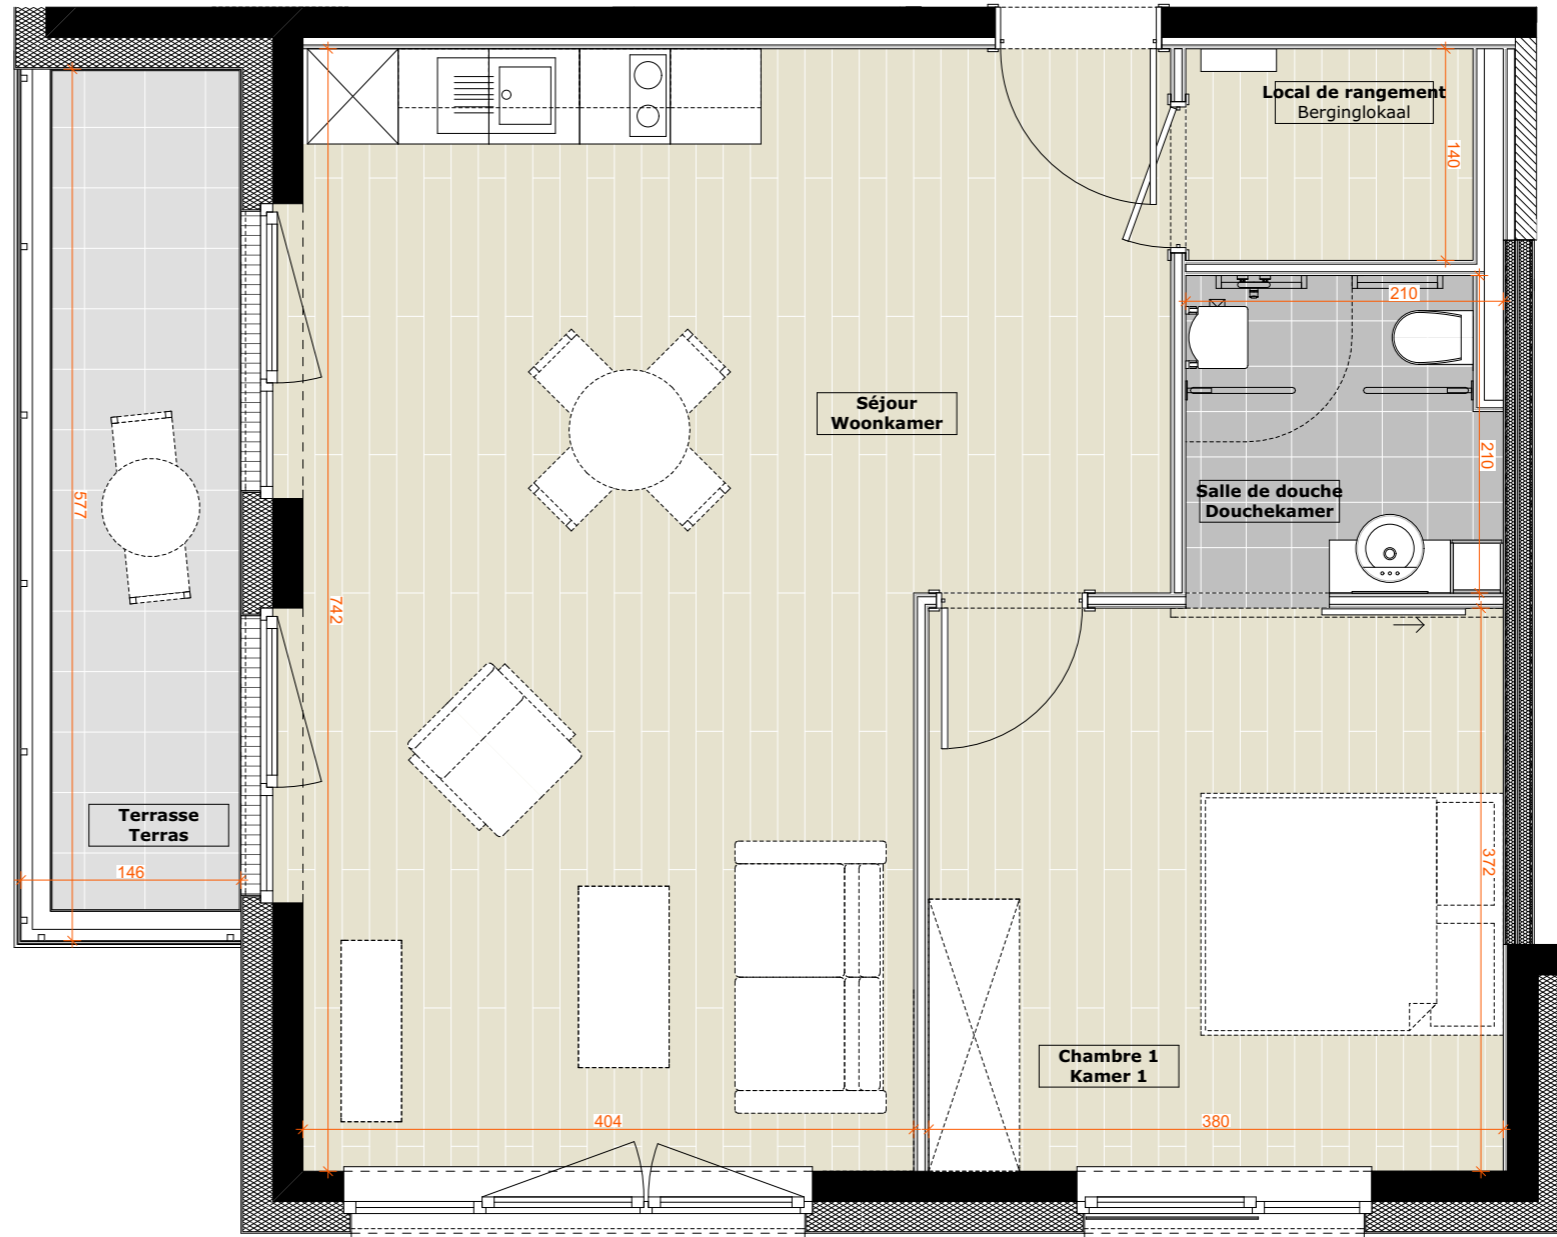 Local de rangement
Berginglokaal
140
210
Séjour
Woonkamer
210
Salle de douche
Douchekamer
577
742
Terrasse
Terras
146
372
Chambre 1
Kamer 1
404
380